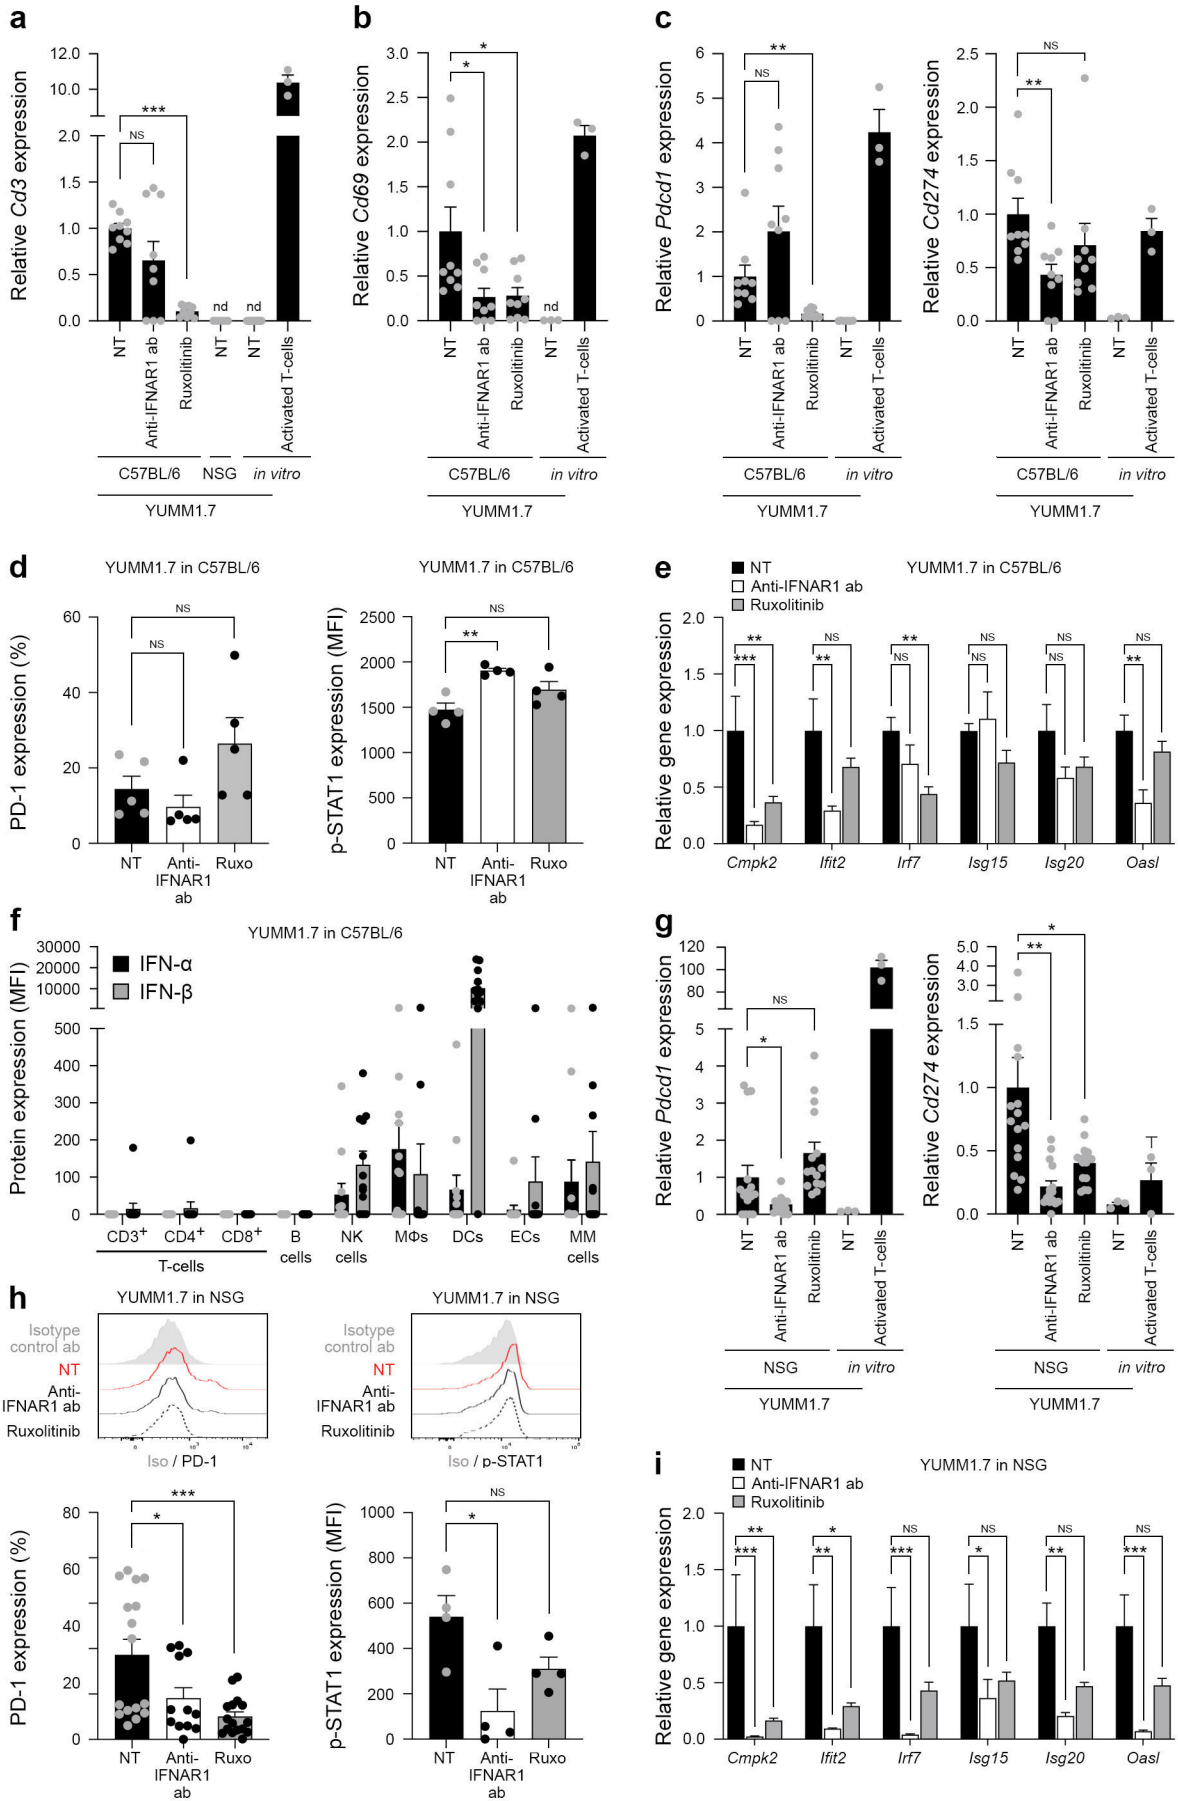 a
Relative Cd3 expression
12.0
10.0
2.0
1.5
1.0
0.5
0.0
***
NS
nd
nd
NT
Anti-IFNAR1 ab
Ruxolitinib
NT
NT
Activated T-cells
C57BL/6
NSG
in vitro
YUMM1.7
b
Relative Cd69 expression
3.0
2.5
2.0
1.5
1.0
0.5
0.0
*
*
nd
NT
Anti-IFNAR1 ab
Ruxolitinib
NT
Activated T-cells
C57BL/6
in vitro
YUMM1.7
c
Relative Pdcd1 expression
6
5
4
3
2
1
0
**
NS
NT
Anti-IFNAR1 ab
Ruxolitinib
NT
Activated T-cells
C57BL/6
in vitro
YUMM1.7
Relative Cd274 expression
2.5
2.0
1.5
1.0
0.5
0.0
NS
**
NT
Anti-IFNAR1 ab
Ruxolitinib
NT
Activated T-cells
C57BL/6
in vitro
YUMM1.7
d
YUMM1.7 in C57BL/6
PD-1 expression (%)
60
40
20
0
NS
NS
NT
Anti-
IFNAR1
ab
Ruxo
YUMM1.7 in C57BL/6
p-STAT1 expression (MFI)
2500
2000
1500
1000
500
0
NS
**
NT
Anti-
IFNAR1
ab
Ruxo
e
NT
Anti-IFNAR1 ab
Ruxolitinib
YUMM1.7 in C57BL/6
Relative gene expression
2.0
1.5
1.0
0.5
0.0
**
***
NS
**
**
NS
NS
NS
NS
NS
NS
**
Cmpk2
Ifit2
Irf7
Isg15
Isg20
Oasl
f
YUMM1.7 in C57BL/6
Protein expression (MFI)
30000
20000
10000
500
400
300
200
100
0
IFN-α
IFN-β
CD3+
CD4+
CD8+
T-cells
B
cells
NK
cells
MΦs
DCs
ECs
MM
cells
g
Relative Pdcd1 expression
120
100
80
5
4
3
2
1
0
NS
*
NT
Anti-IFNAR1 ab
Ruxolitinib
NT
Activated T-cells
NSG
in vitro
YUMM1.7
Relative Cd274 expression
5.0
4.0
3.0
1.5
1.0
0.5
0.0
*
**
NT
Anti-IFNAR1 ab
Ruxolitinib
NT
Activated T-cells
NSG
in vitro
YUMM1.7
h
YUMM1.7 in NSG
Isotype
control ab
NT
Anti-
IFNAR1 ab
Ruxolitinib
Iso / PD-1
YUMM1.7 in NSG
Isotype
control ab
NT
Anti-
IFNAR1 ab
Ruxolitinib
Iso / p-STAT1
PD-1 expression (%)
80
60
40
20
0
***
*
NT
Anti-
IFNAR1
ab
Ruxo
p-STAT1 expression (MFI)
1000
800
600
400
200
0
NS
*
NT
Anti-
IFNAR1
ab
Ruxo
i
NT
Anti-IFNAR1 ab
Ruxolitinib
YUMM1.7 in NSG
Relative gene expression
2.0
1.5
1.0
0.5
0.0
**
***
*
**
NS
***
NS
*
NS
**
NS
***
Cmpk2
Ifit2
Irf7
Isg15
Isg20
Oasl